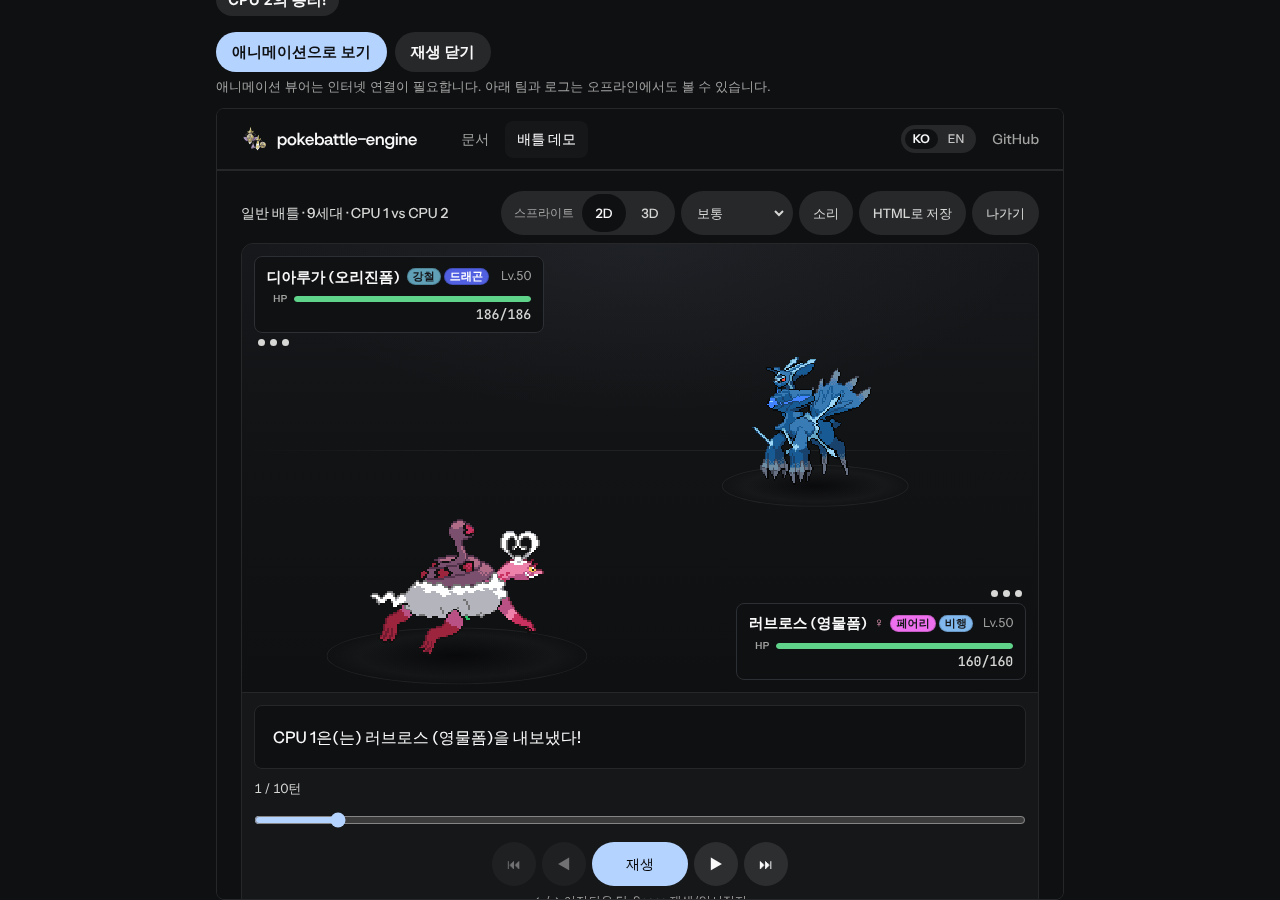 CPU 2의 승리!
애니메이션으로 보기
재생 닫기
애니메이션 뷰어는 인터넷 연결이 필요합니다. 아래 팀과 로그는 오프라인에서도 볼 수 있습니다.
pokebattle-engine
문서
배틀 데모
KO
EN
GitHub
일반 배틀 · 9세대 · CPU 1 vs CPU 2
스프라이트
2D
3D
보통
소리
HTML로 저장
나가기
디아루가 (오리진폼) 강철 드래곤 Lv.50
HP
186/186
러브로스 (영물폼) ♀ 페어리 비행 Lv.50
HP
160/160
CPU 1은(는) 러브로스 (영물폼)을 내보냈다!
1 / 10턴
재생